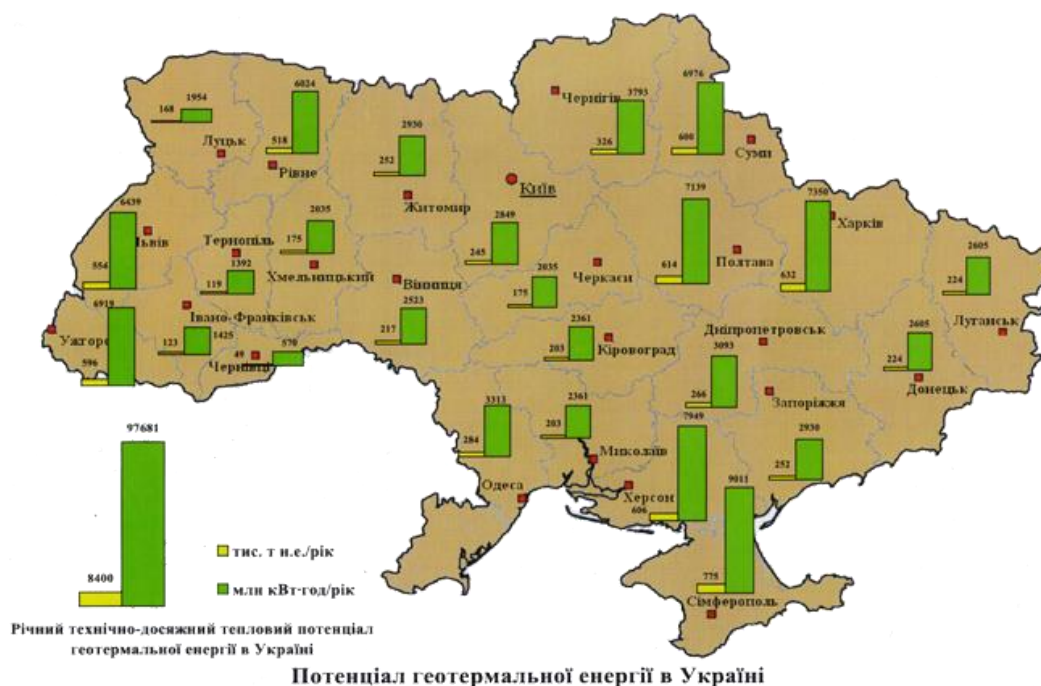 6024
6976
1954
168
3793
Чернігів
518
2930
326
600
Луцьк
Суми
Рівне
252
Київ
7139
7350
6439
Житомир
2035
2849
Харків
Львів
Тернопіль
175
2605
1392
245
554
Хмельницький
Черкаси
2035
614
Полтава
632
6919
119
Вінниця
175
224
Івано-Франківськ
2523
2361
Луганськ
Ужгоро
123
1425
217
Дніпропетровськ
2605
49
570
203
Кіровоград
3093
Чернівці
224
596
266
Донецьк
Запоріжжя
3313
2361
7949
97681
203
2930
284
Миколаїв
252
Одеса
Херсон
9011
606
тис. т н.е./рік
8400
775
млн кВт·год/рік
Сімферополь
Річний технічно-досяжний тепловий потенціал
геотермальної енергії в Україні
Потенціал геотермальної енергії в Україні